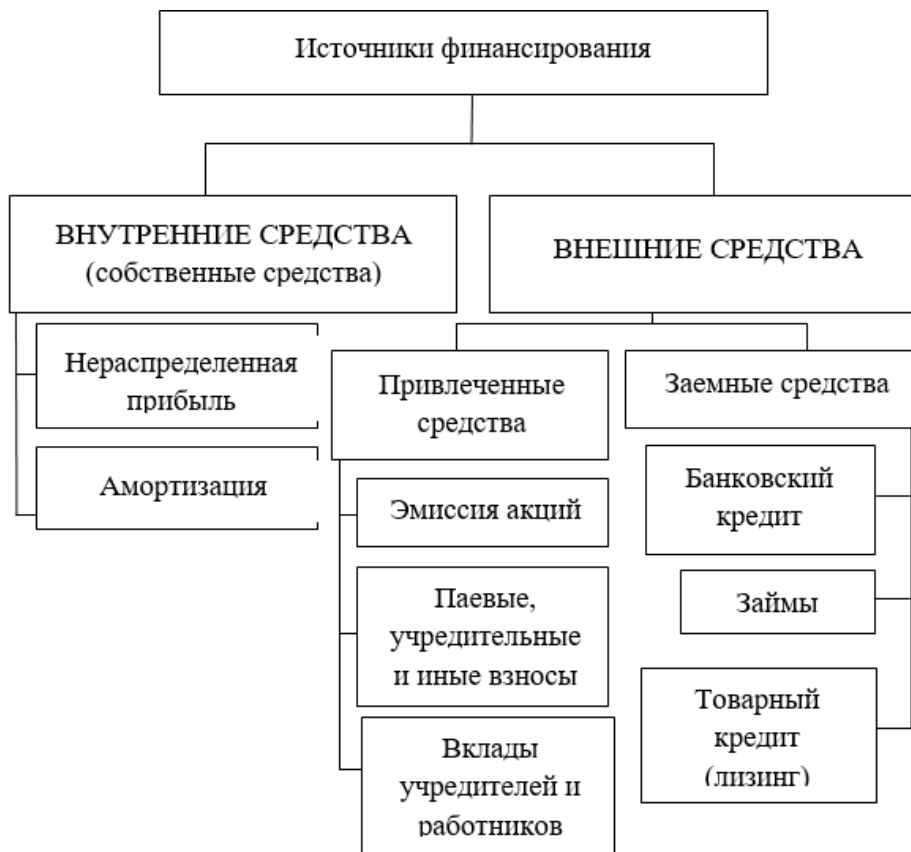 Источники финансирования
ВНУТРЕННИЕ СРЕДСТВА
(собственные средства)
ВНЕШНИЕ СРЕДСТВА
Нераспределенная
прибыль
Амортизация
Привлеченные
средства
Эмиссия акций
Паевые,
учредительные
и иные взносы
Вклады
учредителей и
работников
Заемные средства
Банковский
кредит
Займы
Товарный
кредит
(лизинг)